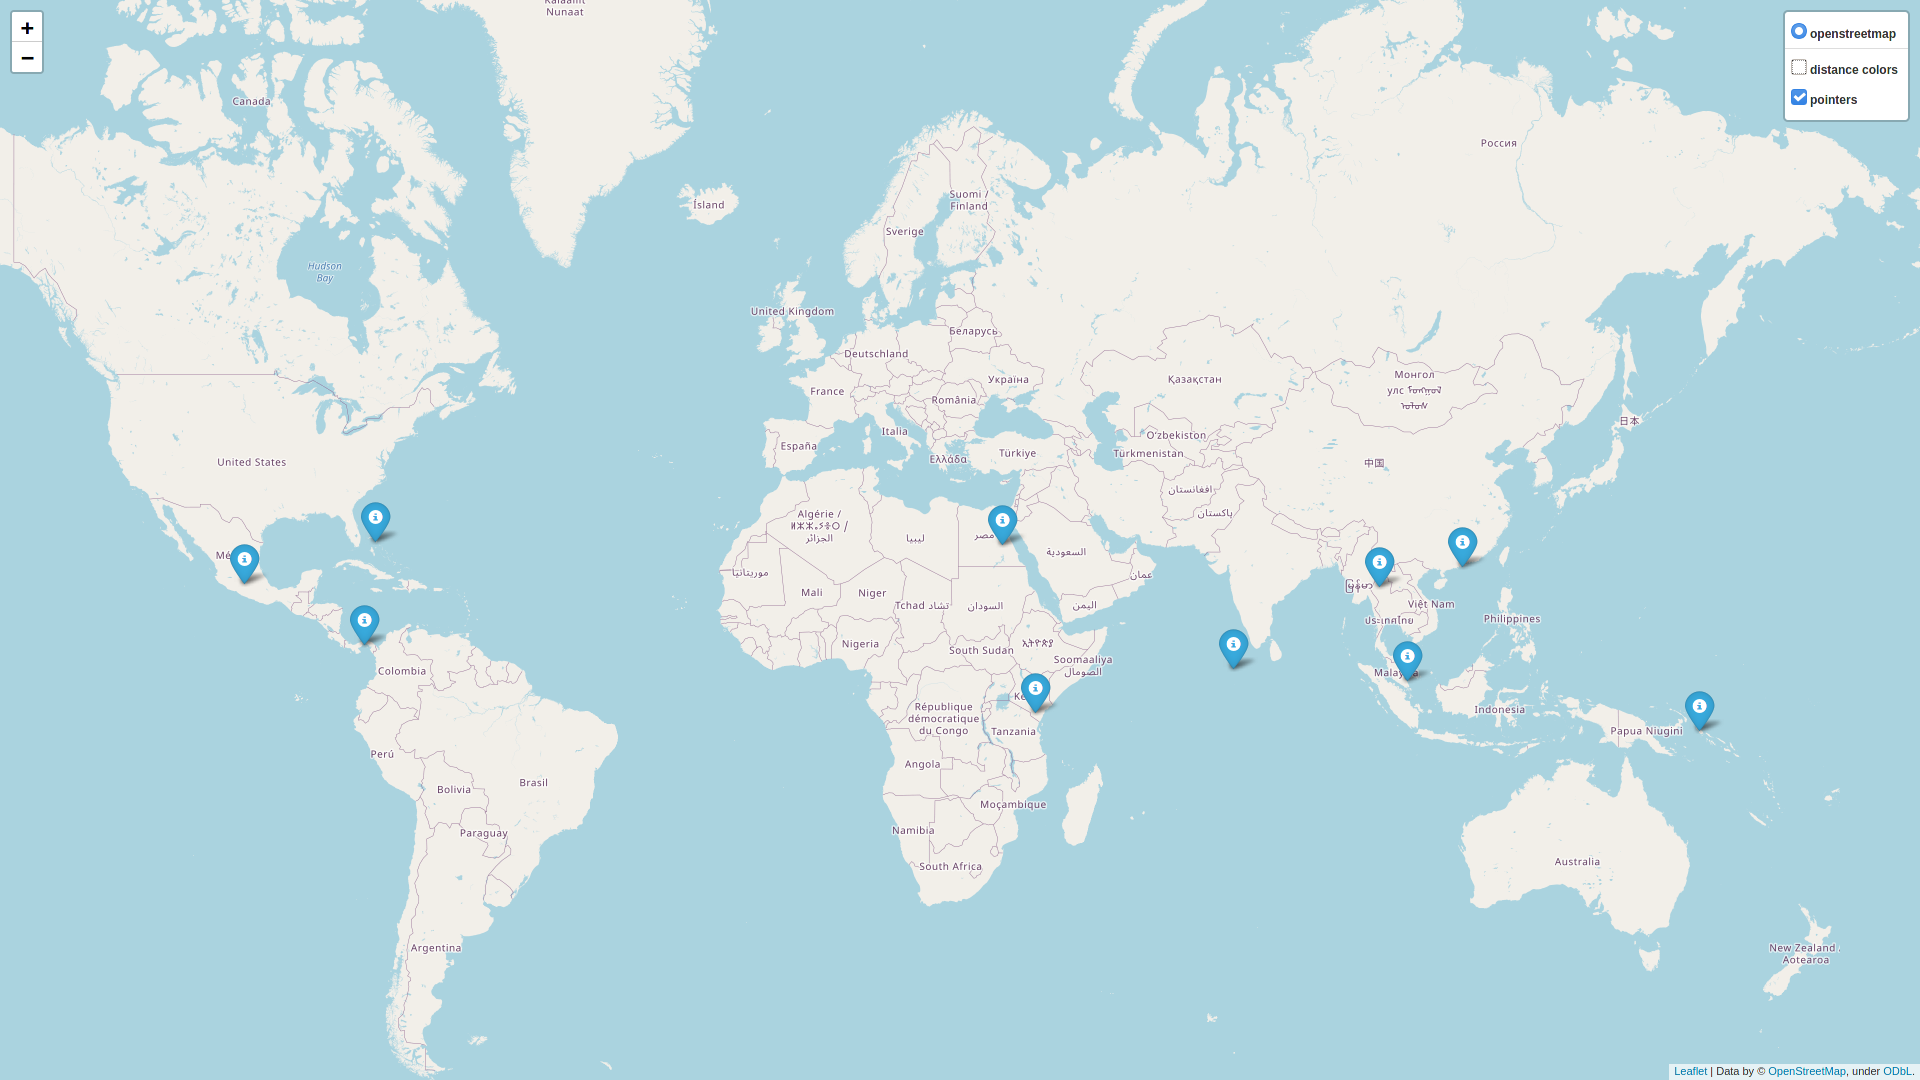 +
−
openstreetmap
distance colors
pointers
Kalaallit
Nunaat
Canada
Россия
Suomi /
Finland
Ísland
Sverige
Hudson
Bay
United Kingdom
Беларусь
Deutschland
Монгол
улс
Україна
Қазақстан
France
România
日本
Italia
Oʻzbekiston
España
Türkiye
Türkmenistan
Ελλάδα
United States
中国
افغانستان
پاکستان
Algérie /
ⵍⵣⵣⴰⵢⴻⵔ /
الجزائر
ليبيا
مصر
السعودية
Mé
موريتانيا
عمان
မြန်မာ
Mali
Niger
Tchad تشاد
السودان
اليمن
Việt Nam
ประเทศไทย
Philippines
Nigeria
South Sudan
ኢትዮጵያ
Soomaaliya
الصومال
Colombia
Malaysia
Ke
République
démocratique
du Congo
Indonesia
Tanzania
Papua Niugini
Perú
Angola
Brasil
Bolivia
Moçambique
Namibia
Paraguay
Australia
South Africa
Argentina
New Zealand /
Aotearoa
Leaflet | Data by © OpenStreetMap, under ODbL.